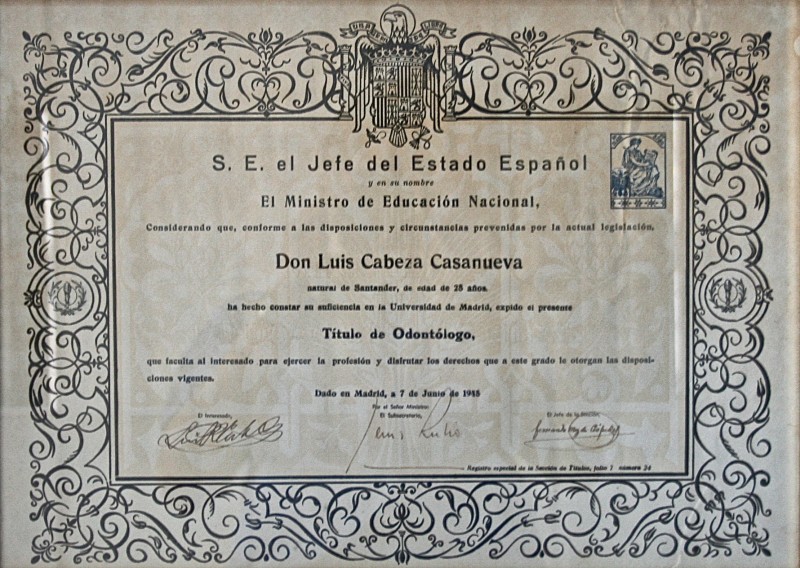 S. E. el Jefe del Estado Español
y en su nombre
El Ministro de Educación Nacional,
Considerando que, conforme a las disposiciones y circunstancias prevenidas por la actual legislación,
Don Luis Cabeza Casanueva
natural de Santander, de edad de 25 años,
ha hecho constar su suficiencia en la Universidad de Madrid, expido el presente
Título de Odontólogo,
que faculta al interesado para ejercer la profesión y disfrutar los derechos que a este grado le otorgan las disposi-
ciones vigentes.
Dado en Madrid, a 7 de Junio de
Por el Señor Ministro:
El Interesado,
El Subsecretario,
El Jefe de la Sección,
Registro especial de la Sección de Títulos, folio 1 número 24